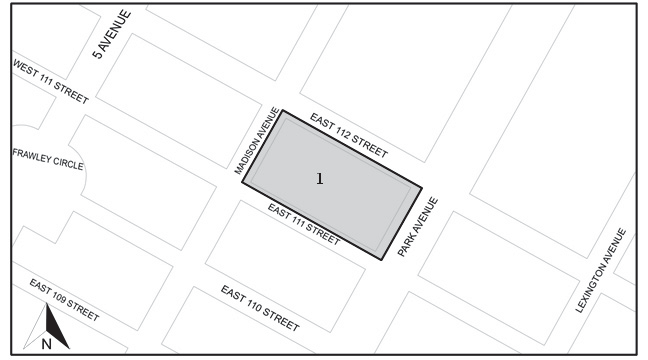 5 AVENUE
WEST 111 STREET
MADISON AVENUE
EAST 112 STREET
FRAWLEY CIRCLE
1
EAST 111 STREET
PARK AVENUE
LEXINGTON AVENUE
EAST 109 STREET
EAST 110 STREET
N